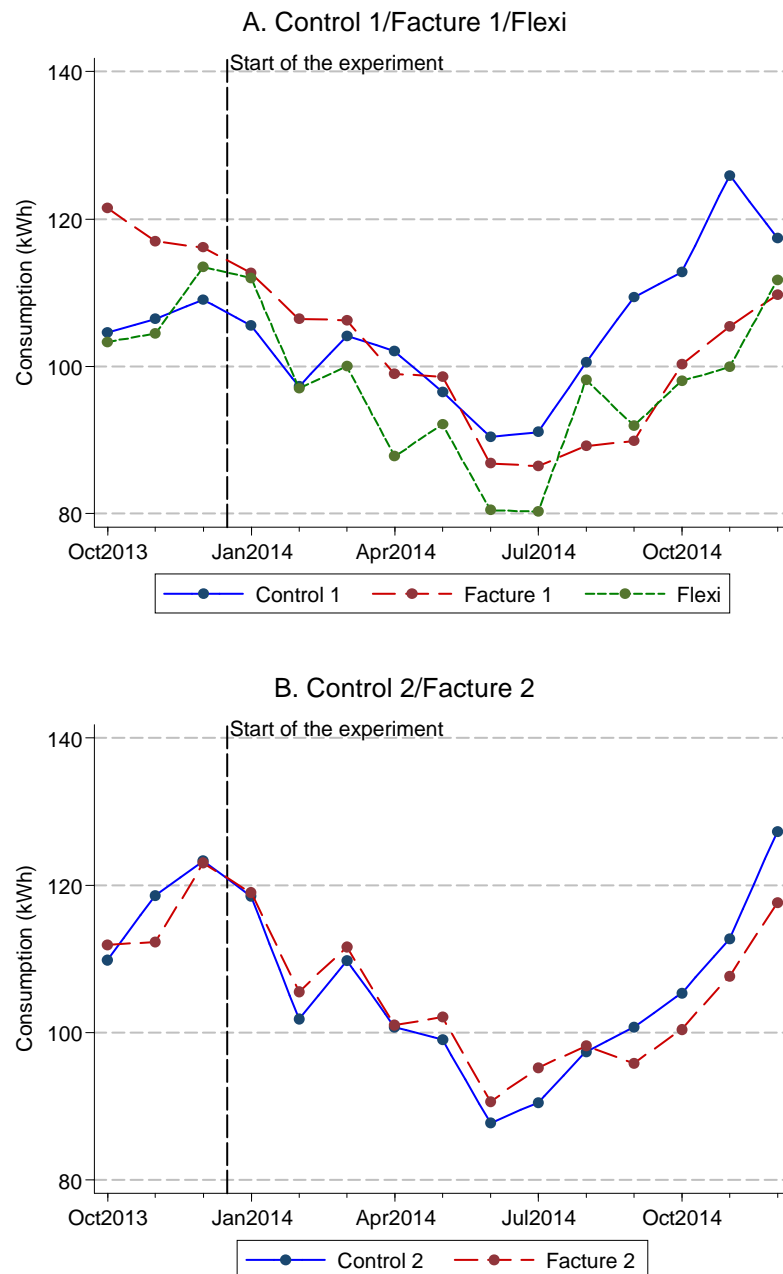 A. Control 1/Facture 1/Flexi
Start of the experiment
140
120
100
80
Consumption (kWh)
Oct2013 Jan2014 Apr2014 Jul2014 Oct2014
Control 1 Facture 1 Flexi
B. Control 2/Facture 2
Start of the experiment
140
120
100
80
Consumption (kWh)
Oct2013 Jan2014 Apr2014 Jul2014 Oct2014
Control 2 Facture 2